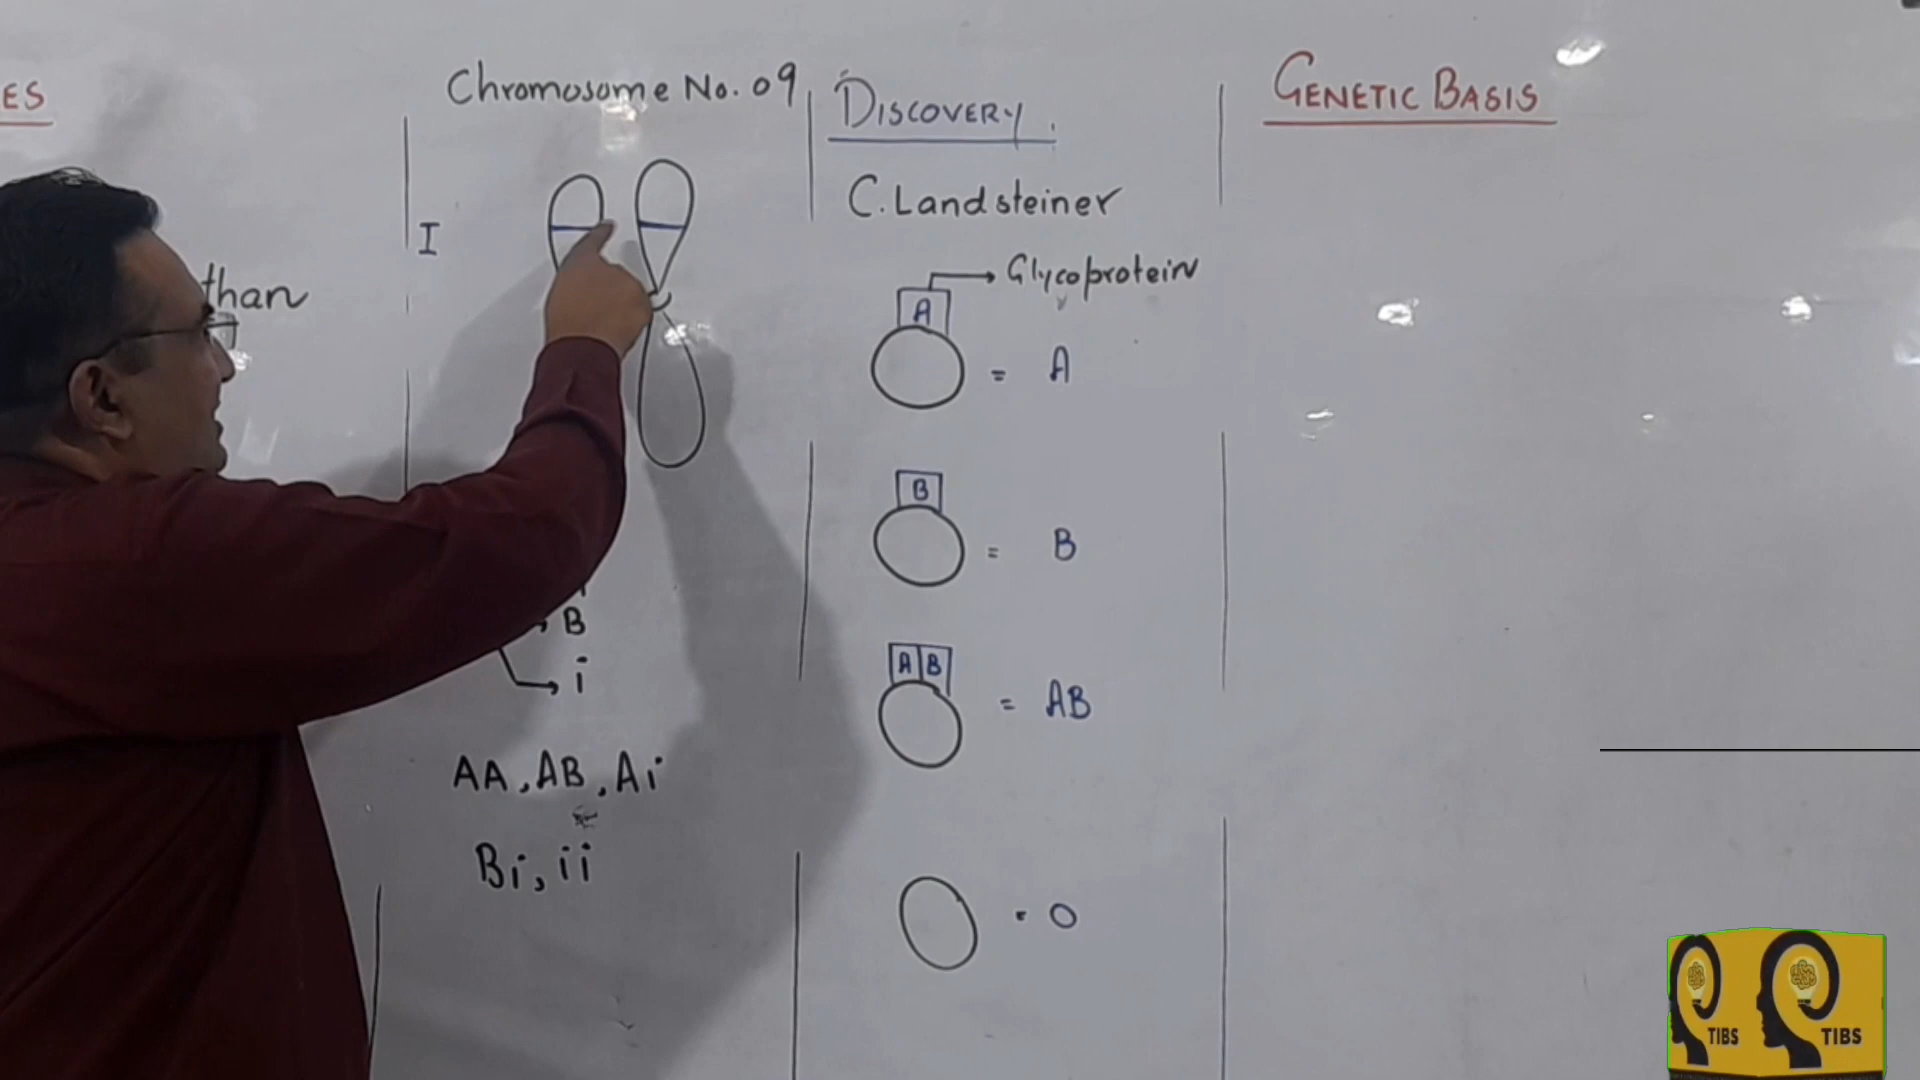 ES
than
Chromosome No. 09
I
B
i
AA, AB, Ai
Bi, ii
DISCOVERY.
C. Landsteiner
A → Glycoprotein
= A
B
= B
A B
= AB
= O
GENETIC BASIS
TIBS TIBS